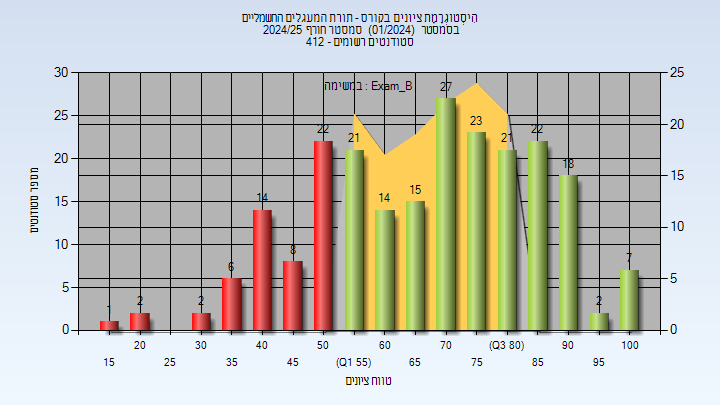 היסטוגרמת ציונים בקורס - תורת המעגלים החשמליים
בסמסטר (01/2024) סמסטר חורף 2024/25
סטודנטים רשומים - 412
במשימה : Exam_B
מספר סטודנטים
30 25 20 15 10 5 0
25 20 15 10 5 0
1 2 2 6 14 8 22 21 14 15 27 23 21 22 18 2 7
20 30 40 50 60 70 (Q3 80) 90 100
15 25 35 45 (Q1 55) 65 75 85 95
טווח ציונים